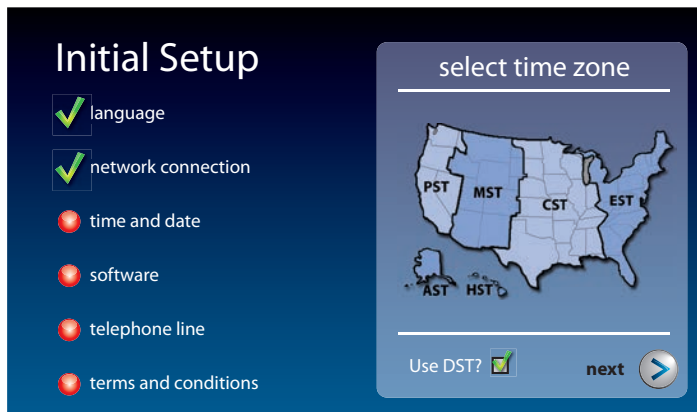 Initial Setup
language
network connection
time and date
software
telephone line
terms and conditions
select time zone
PST
MST
CST
EST
AST
HST
Use DST?
next